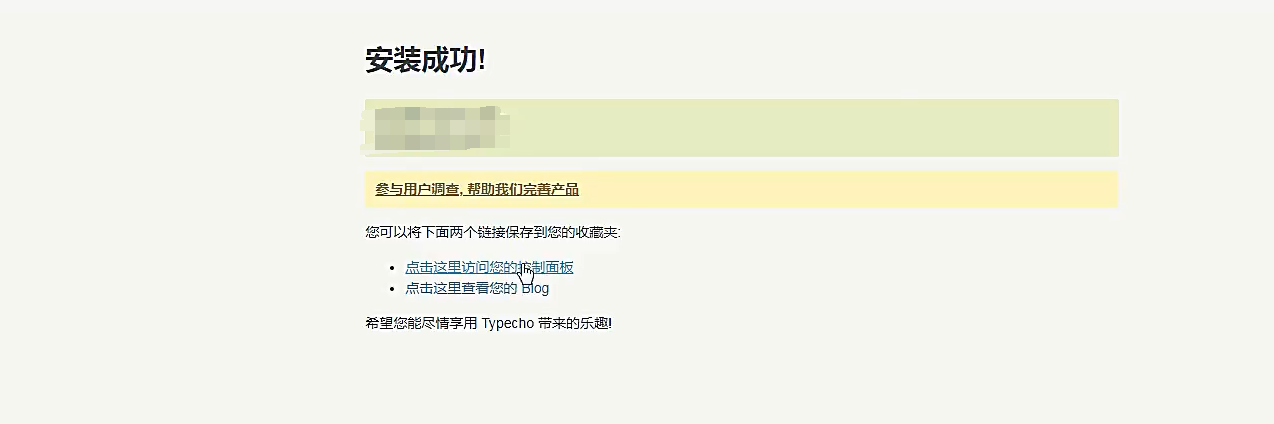 安装成功!
参与用户调查, 帮助我们完善产品
您可以将下面两个链接保存到您的收藏夹:
点击这里访问您的控制面板
点击这里查看您的 Blog
希望您能尽情享用 Typecho 带来的乐趣!